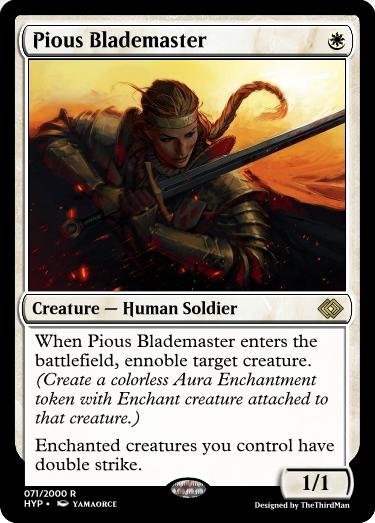 Pious Blademaster
Creature — Human Soldier
When Pious Blademaster enters the
battlefield, ennoble target creature.
(Create a colorless Aura Enchantment
token with Enchant creature attached to
that creature.)
Enchanted creatures you control have
double strike.
1/1
071/2000 R
HYP • YAMAORCE
Designed by TheThirdMan